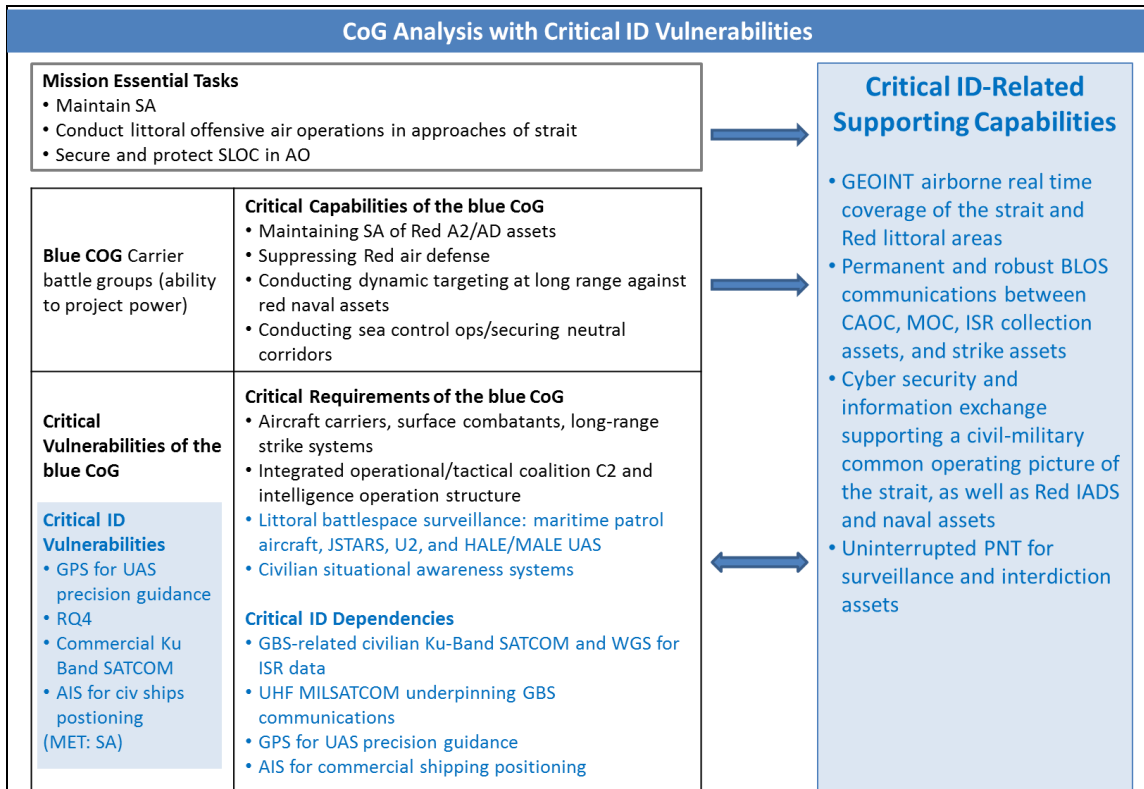 CoG Analysis with Critical ID Vulnerabilities
Mission Essential Tasks
• Maintain SA
• Conduct littoral offensive air operations in approaches of strait
• Secure and protect SLOC in AO
Blue COG Carrier
battle groups (ability
to project power)
Critical Capabilities of the blue CoG
• Maintaining SA of Red A2/AD assets
• Suppressing Red air defense
• Conducting dynamic targeting at long range against
red naval assets
• Conducting sea control ops/securing neutral
corridors
Critical
Vulnerabilities of the
blue CoG
Critical ID
Vulnerabilities
• GPS for UAS
precision guidance
• RQ4
• Commercial Ku
Band SATCOM
• AIS for civ ships
postioning
(MET: SA)
Critical Requirements of the blue CoG
• Aircraft carriers, surface combatants, long-range
strike systems
• Integrated operational/tactical coalition C2 and
intelligence operation structure
• Littoral battlespace surveillance: maritime patrol
aircraft, JSTARS, U2, and HALE/MALE UAS
• Civilian situational awareness systems
Critical ID Dependencies
• GBS-related civilian Ku-Band SATCOM and WGS for
ISR data
• UHF MILSATCOM underpinning GBS
communications
• GPS for UAS precision guidance
• AIS for commercial shipping positioning
Critical ID-Related
Supporting Capabilities
• GEOINT airborne real time
coverage of the strait and
Red littoral areas
• Permanent and robust BLOS
communications between
CAOC, MOC, ISR collection
assets, and strike assets
• Cyber security and
information exchange
supporting a civil-military
common operating picture of
the strait, as well as Red IADS
and naval assets
• Uninterrupted PNT for
surveillance and interdiction
assets